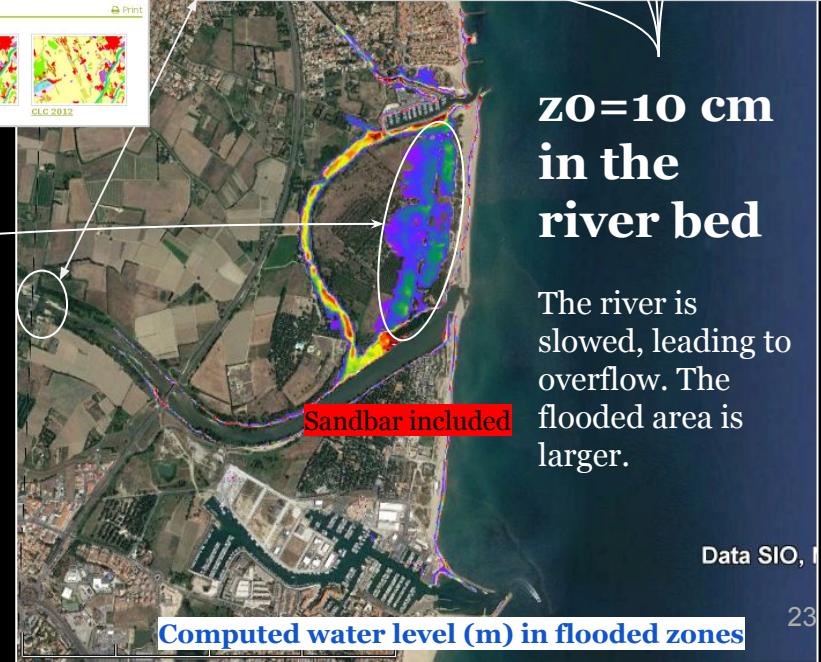 Print
CLC 2012
z0=10 cm
in the
river bed
The river is
slowed, leading to
overflow. The
flooded area is
larger.
Sandbar included
Data SIO,
23
Computed water level (m) in flooded zones